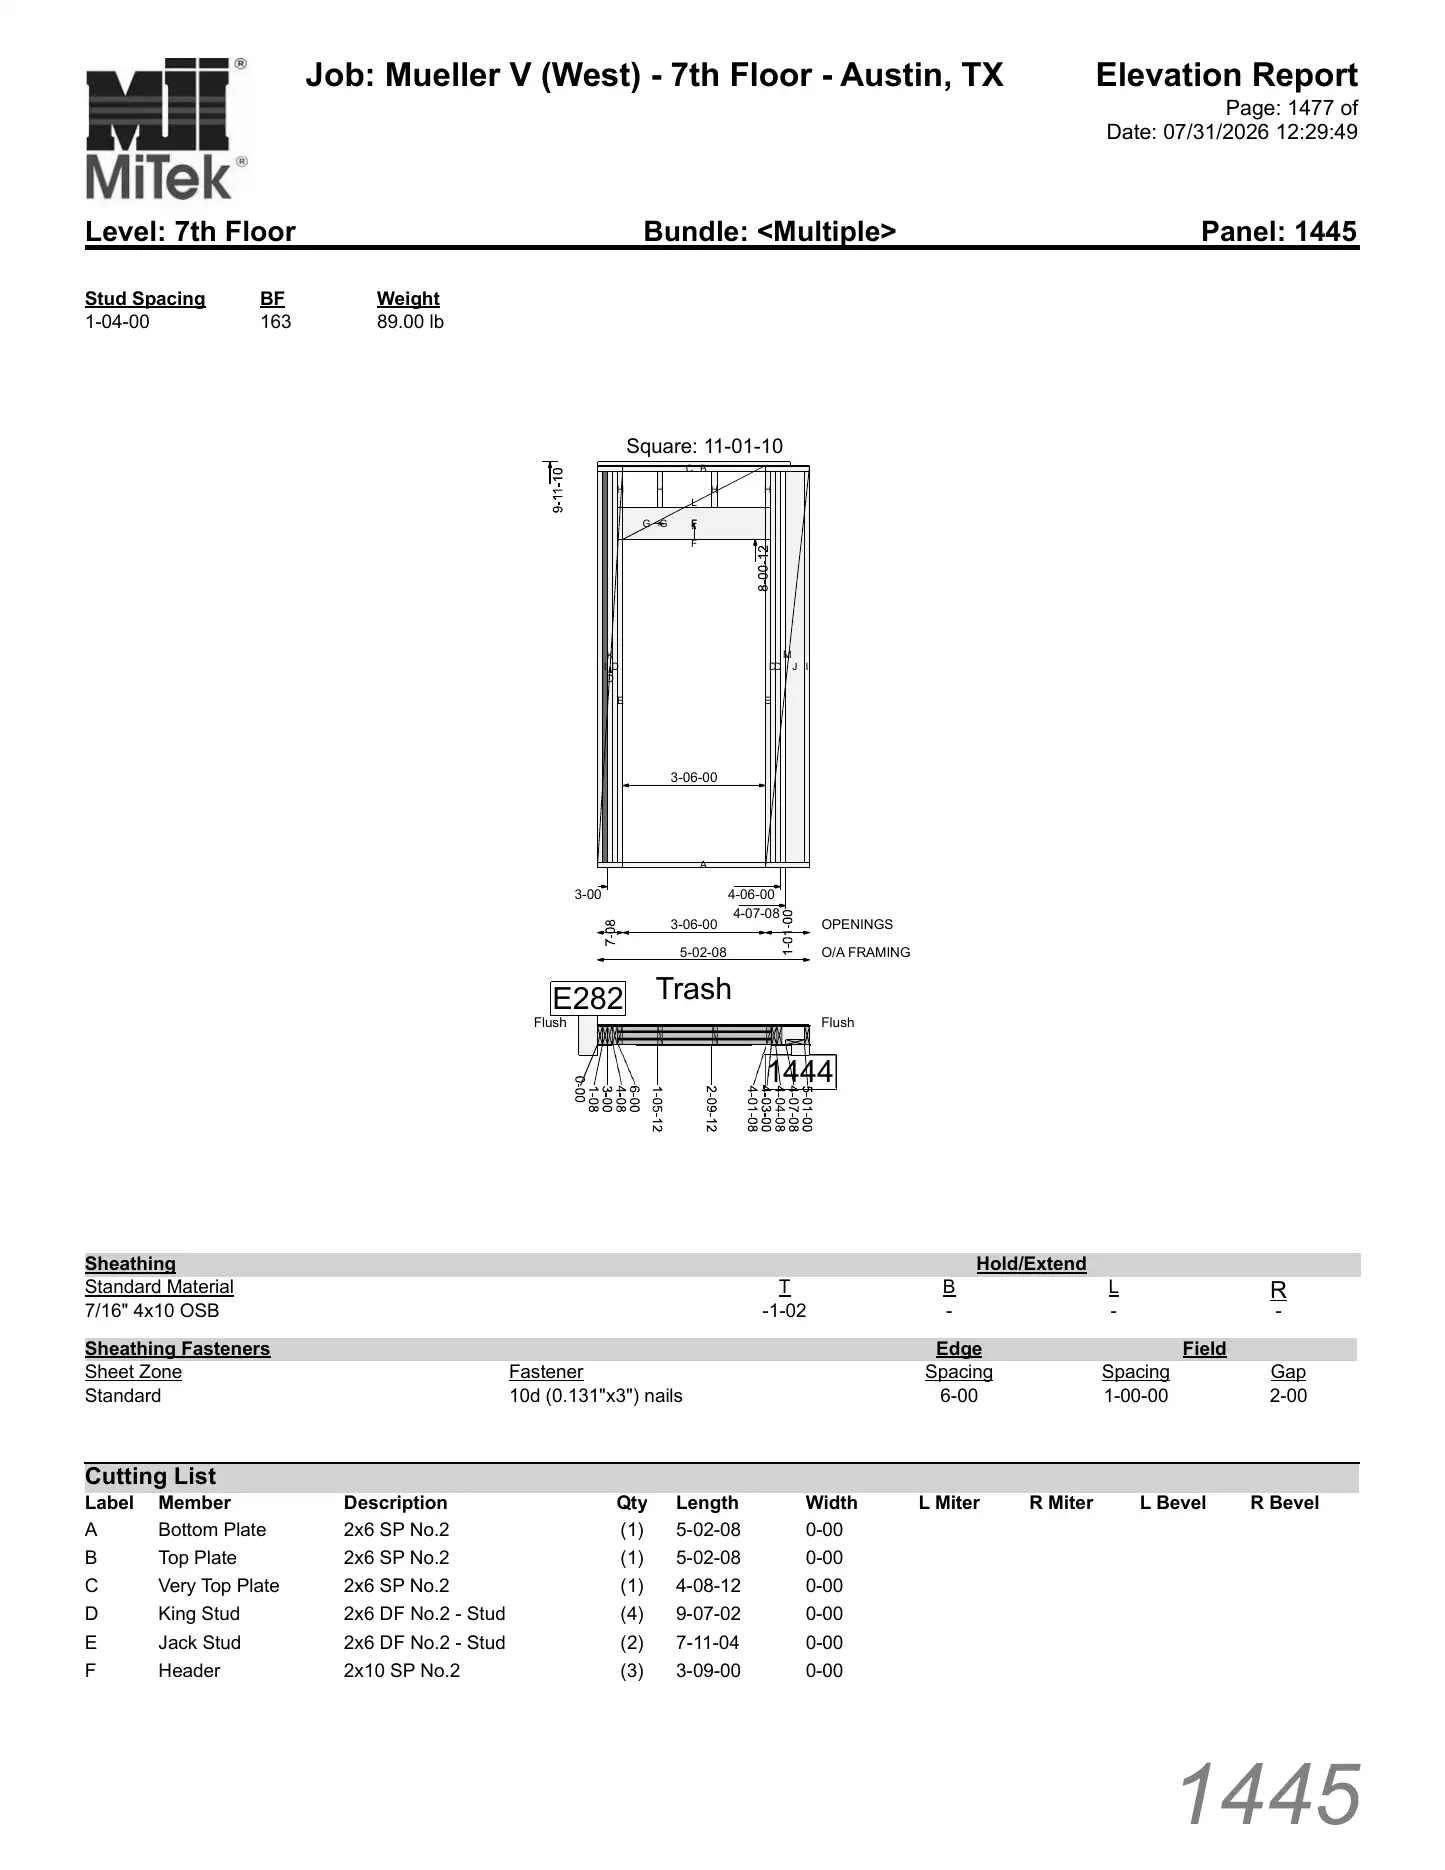 MiTek®
Job: Mueller V (West) - 7th Floor - Austin, TX
Elevation Report
Page: 1477 of
Date: 07/31/2026 12:29:49
Level: 7th Floor Bundle: <Multiple> Panel: 1445
Stud Spacing BF Weight
1-04-00 163 89.00 lb
Square: 11-01-10
9-11-10
C B
H H H H
L
G S F
F
8-00-12
M
J I
E E
3-06-00
A
3-00 4-06-00
4-07-08
7-08 3-06-00 1-01-00 OPENINGS
5-02-08 O/A FRAMING
E282 Trash
Flush Flush
1444
0-00 1-08 3-00 4-08 6-00 1-05-12 2-09-12 4-01-08 4-03-00 4-04-08 4-07-08 5-01-00
Sheathing Hold/Extend
Standard Material T B L R
7/16" 4x10 OSB -1-02 - - -
Sheathing Fasteners Edge Field
Sheet Zone Fastener Spacing Spacing Gap
Standard 10d (0.131"x3") nails 6-00 1-00-00 2-00
Cutting List
Label Member Description Qty Length Width L Miter R Miter L Bevel R Bevel
A Bottom Plate 2x6 SP No.2 (1) 5-02-08 0-00
B Top Plate 2x6 SP No.2 (1) 5-02-08 0-00
C Very Top Plate 2x6 SP No.2 (1) 4-08-12 0-00
D King Stud 2x6 DF No.2 - Stud (4) 9-07-02 0-00
E Jack Stud 2x6 DF No.2 - Stud (2) 7-11-04 0-00
F Header 2x10 SP No.2 (3) 3-09-00 0-00
1445